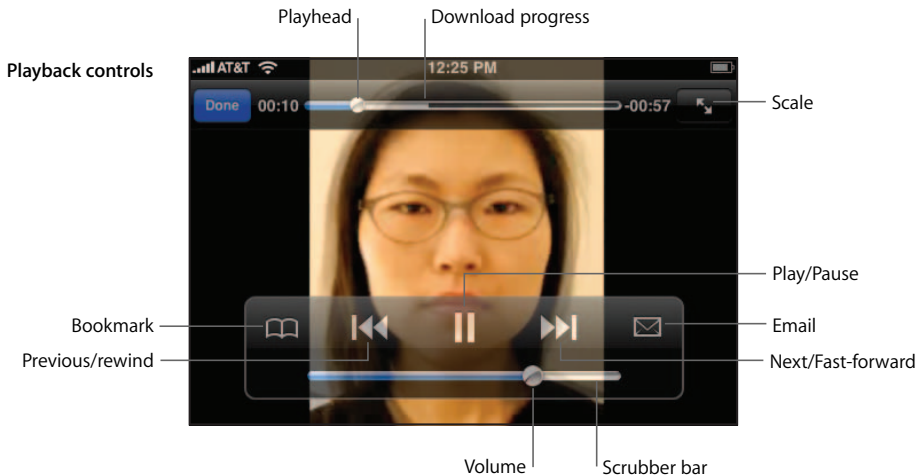 Playhead
Download progress
Playback controls
AT&T
12:25 PM
Done
00:10
-00:57
Scale
Play/Pause
Bookmark
Email
Previous/rewind
Next/Fast-forward
Volume
Scrubber bar